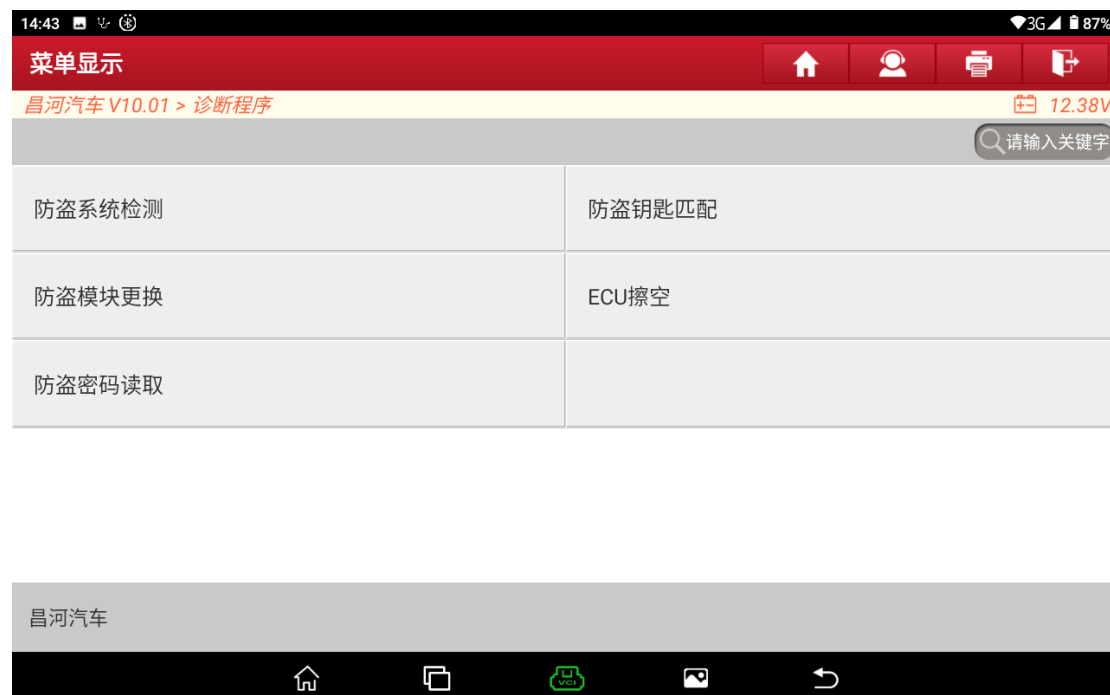 14:43 3G 87%
菜单显示
昌河汽车 V10.01 > 诊断程序 12.38V
请输入关键字
防盗系统检测 防盗钥匙匹配
防盗模块更换 ECU擦空
防盗密码读取
昌河汽车
VCI